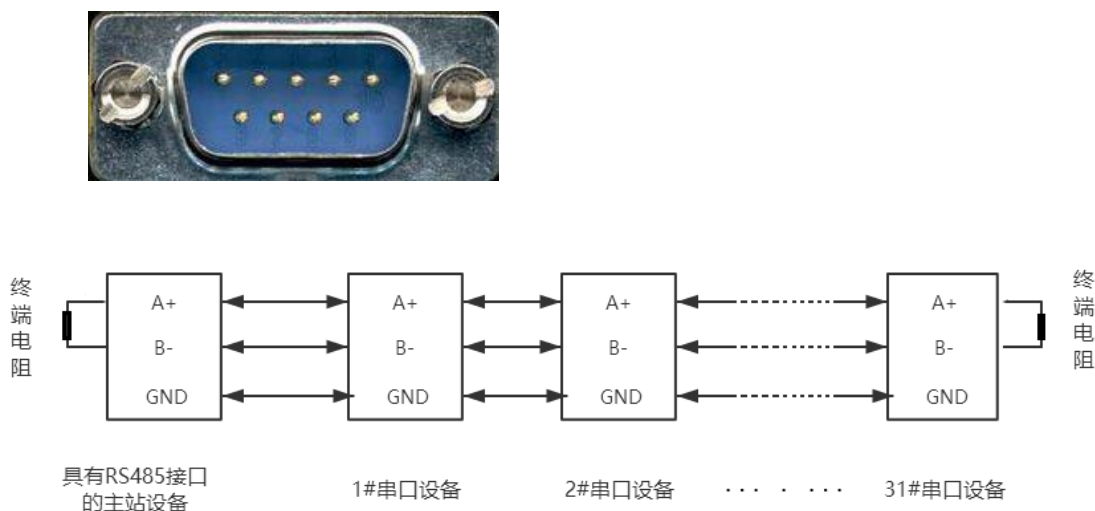 终端电阻
A+
A+
A+
A+
终端电阻
B-
B-
B-
B-
GND
GND
GND
GND
具有RS485接口
的主站设备
1#串口设备
2#串口设备
··· · ···
31#串口设备